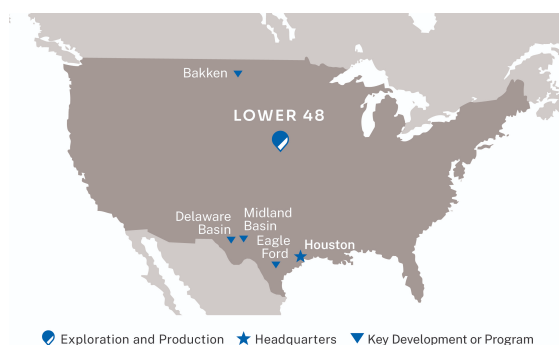 Bakken
LOWER 48
Delaware
Basin
Midland
Basin
Eagle
Ford
Houston
Exploration and Production
Headquarters
Key Development or Program